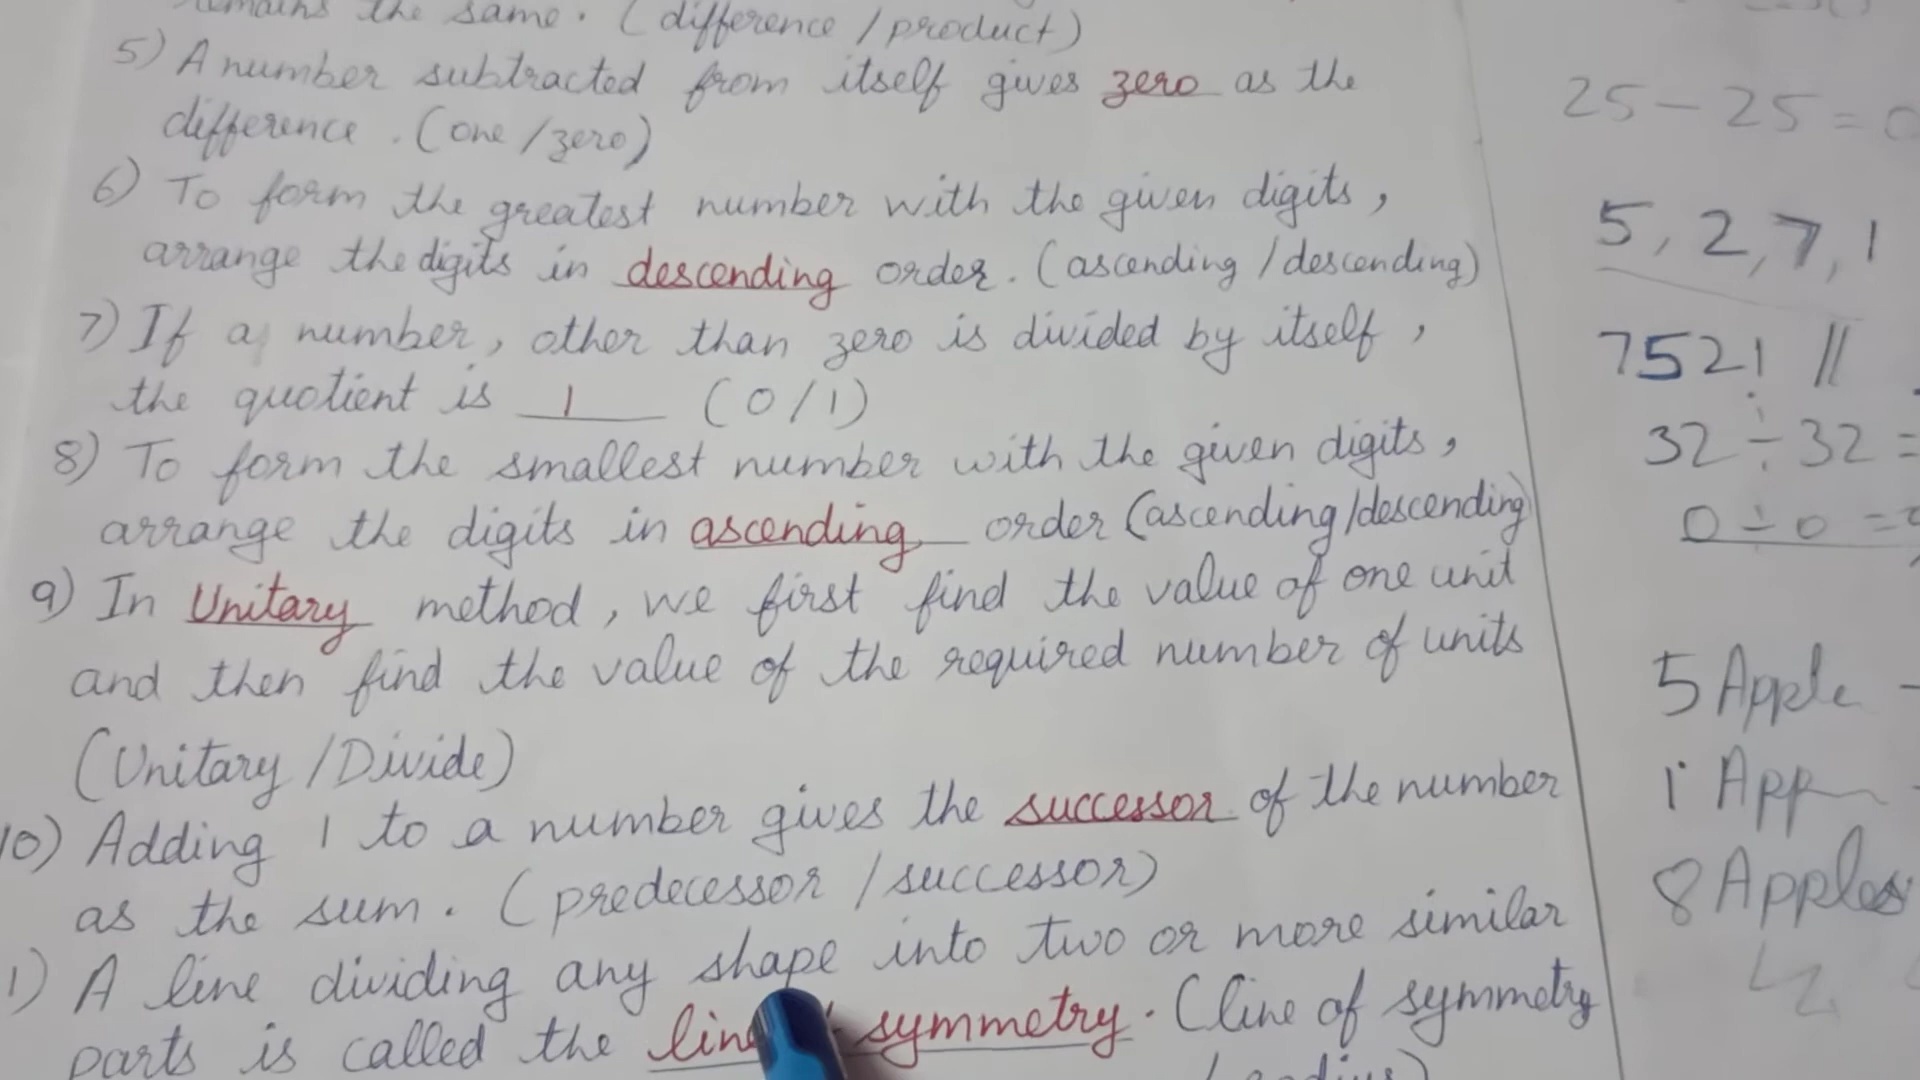 remains the same. (difference / product)
5) A number subtracted from itself gives zero as the
difference. (one / zero)
6) To form the greatest number with the given digits,
arrange the digits in descending order. (ascending / descending)
7) If a number, other than zero is divided by itself,
the quotient is 1 (0/1)
8) To form the smallest number with the given digits,
arrange the digits in ascending order (ascending/descending)
9) In Unitary method, we first find the value of one unit
and then find the value of the required number of units
(Unitary / Divide)
10) Adding 1 to a number gives the successor of the number
as the sum. (predecessor / successor)
1) A line dividing any shape into two or more similar
parts is called the line symmetry. (line of symmetry
25 - 25 = 0
5, 2, 7, 1
7521 //
32 ÷ 32 =
0 ÷ 0 =
5 Apple -
1 App
8 Apples